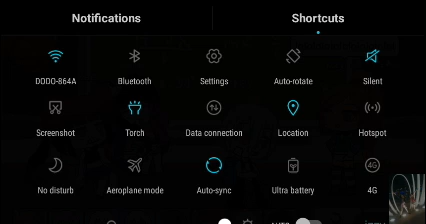 Notifications Shortcuts
DODO-864A Bluetooth Settings Auto-rotate Silent
Screenshot Torch Data connection Location Hotspot
No disturb Aeroplane mode Auto-sync Ultra battery 4G